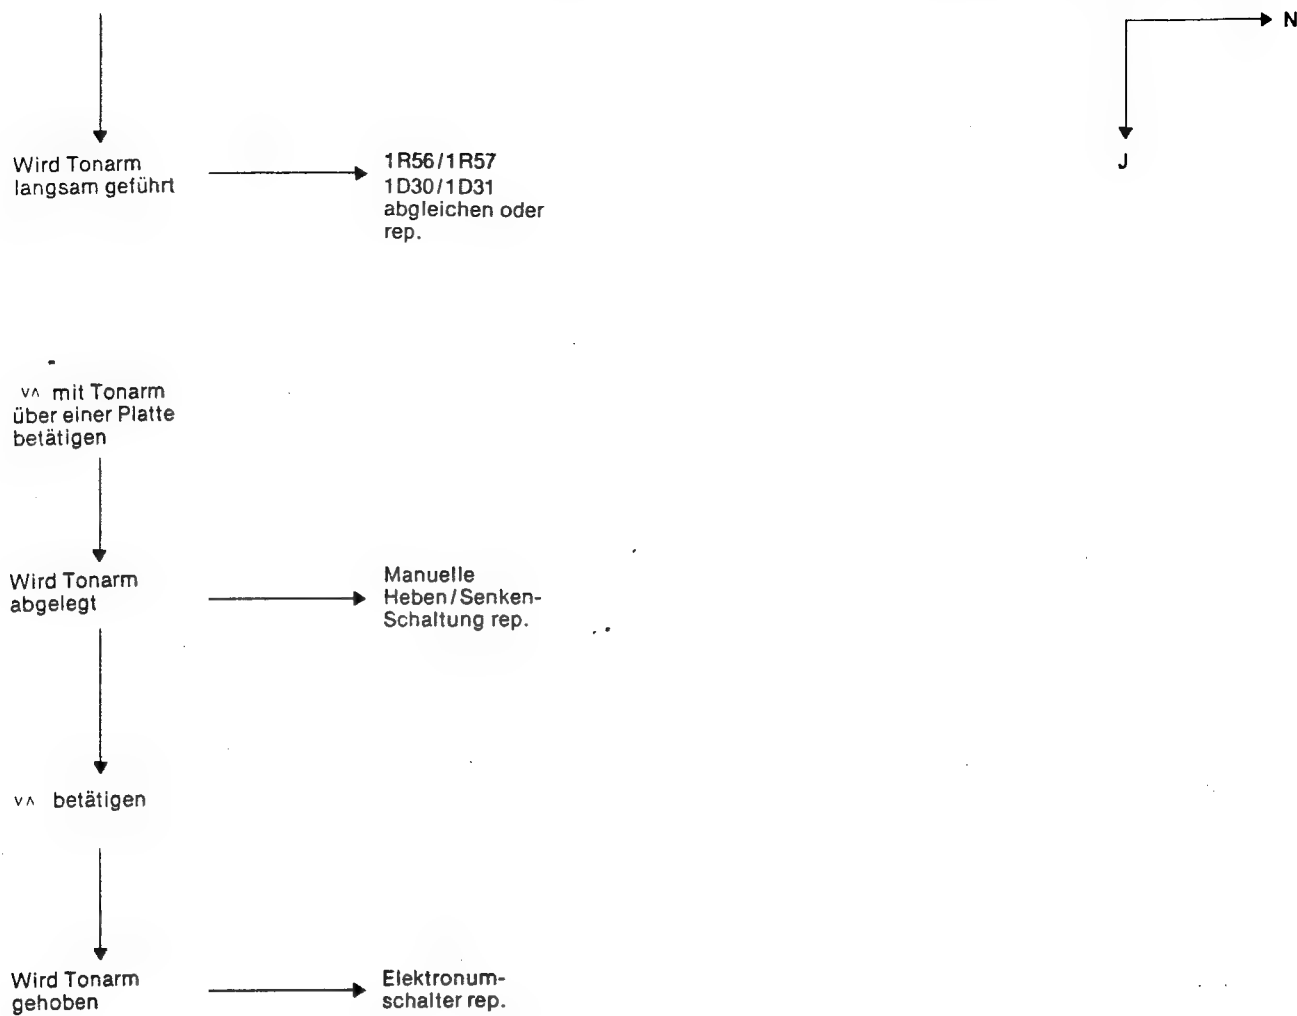 N
J
Wird Tonarm
langsam geführt
1R56/1R57
1D30/1D31
abgleichen oder
rep.
v∧ mit Tonarm
über einer Platte
betätigen
Wird Tonarm
abgelegt
Manuelle
Heben/Senken-
Schaltung rep.
v∧ betätigen
Wird Tonarm
gehoben
Elektronum-
schalter rep.